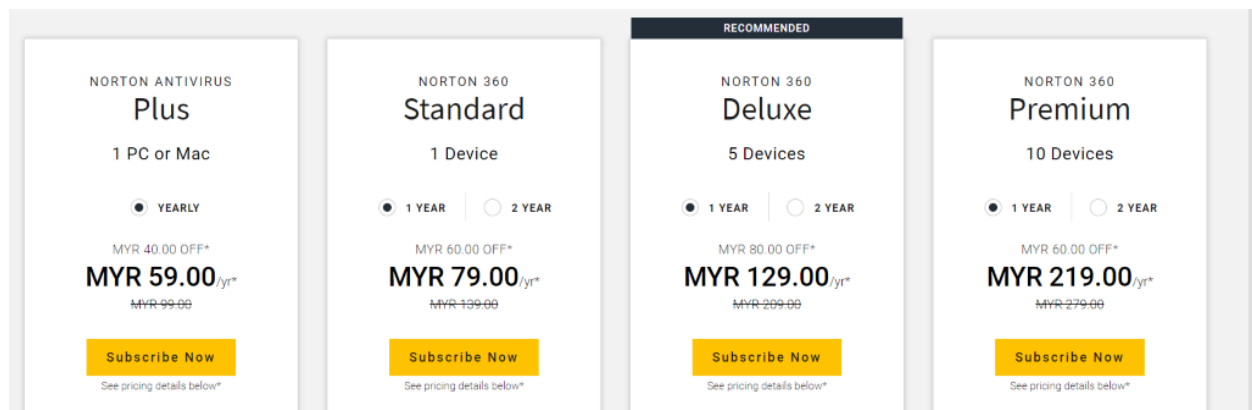 RECOMMENDED
NORTON ANTIVIRUS
Plus
1 PC or Mac
YEARLY
MYR 40.00 OFF*
MYR 59.00/yr*
MYR 99.00
Subscribe Now
See pricing details below*
NORTON 360
Standard
1 Device
1 YEAR 2 YEAR
MYR 60.00 OFF*
MYR 79.00/yr*
MYR 139.00
Subscribe Now
See pricing details below*
NORTON 360
Deluxe
5 Devices
1 YEAR 2 YEAR
MYR 80.00 OFF*
MYR 129.00/yr*
MYR 209.00
Subscribe Now
See pricing details below*
NORTON 360
Premium
10 Devices
1 YEAR 2 YEAR
MYR 60.00 OFF*
MYR 219.00/yr*
MYR 279.00
Subscribe Now
See pricing details below*